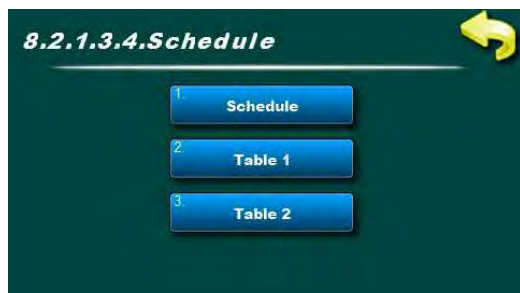 8.2.1.3.4.Schedule
1. Schedule
2. Table 1
3. Table 2